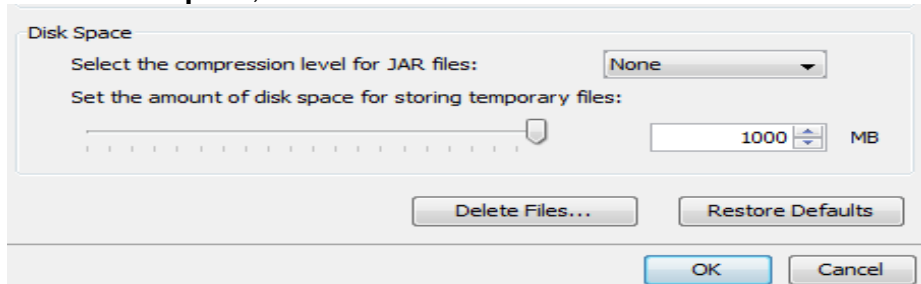 Disk Space
Select the compression level for JAR files: None
Set the amount of disk space for storing temporary files:
1000 MB
Delete Files... Restore Defaults
OK Cancel